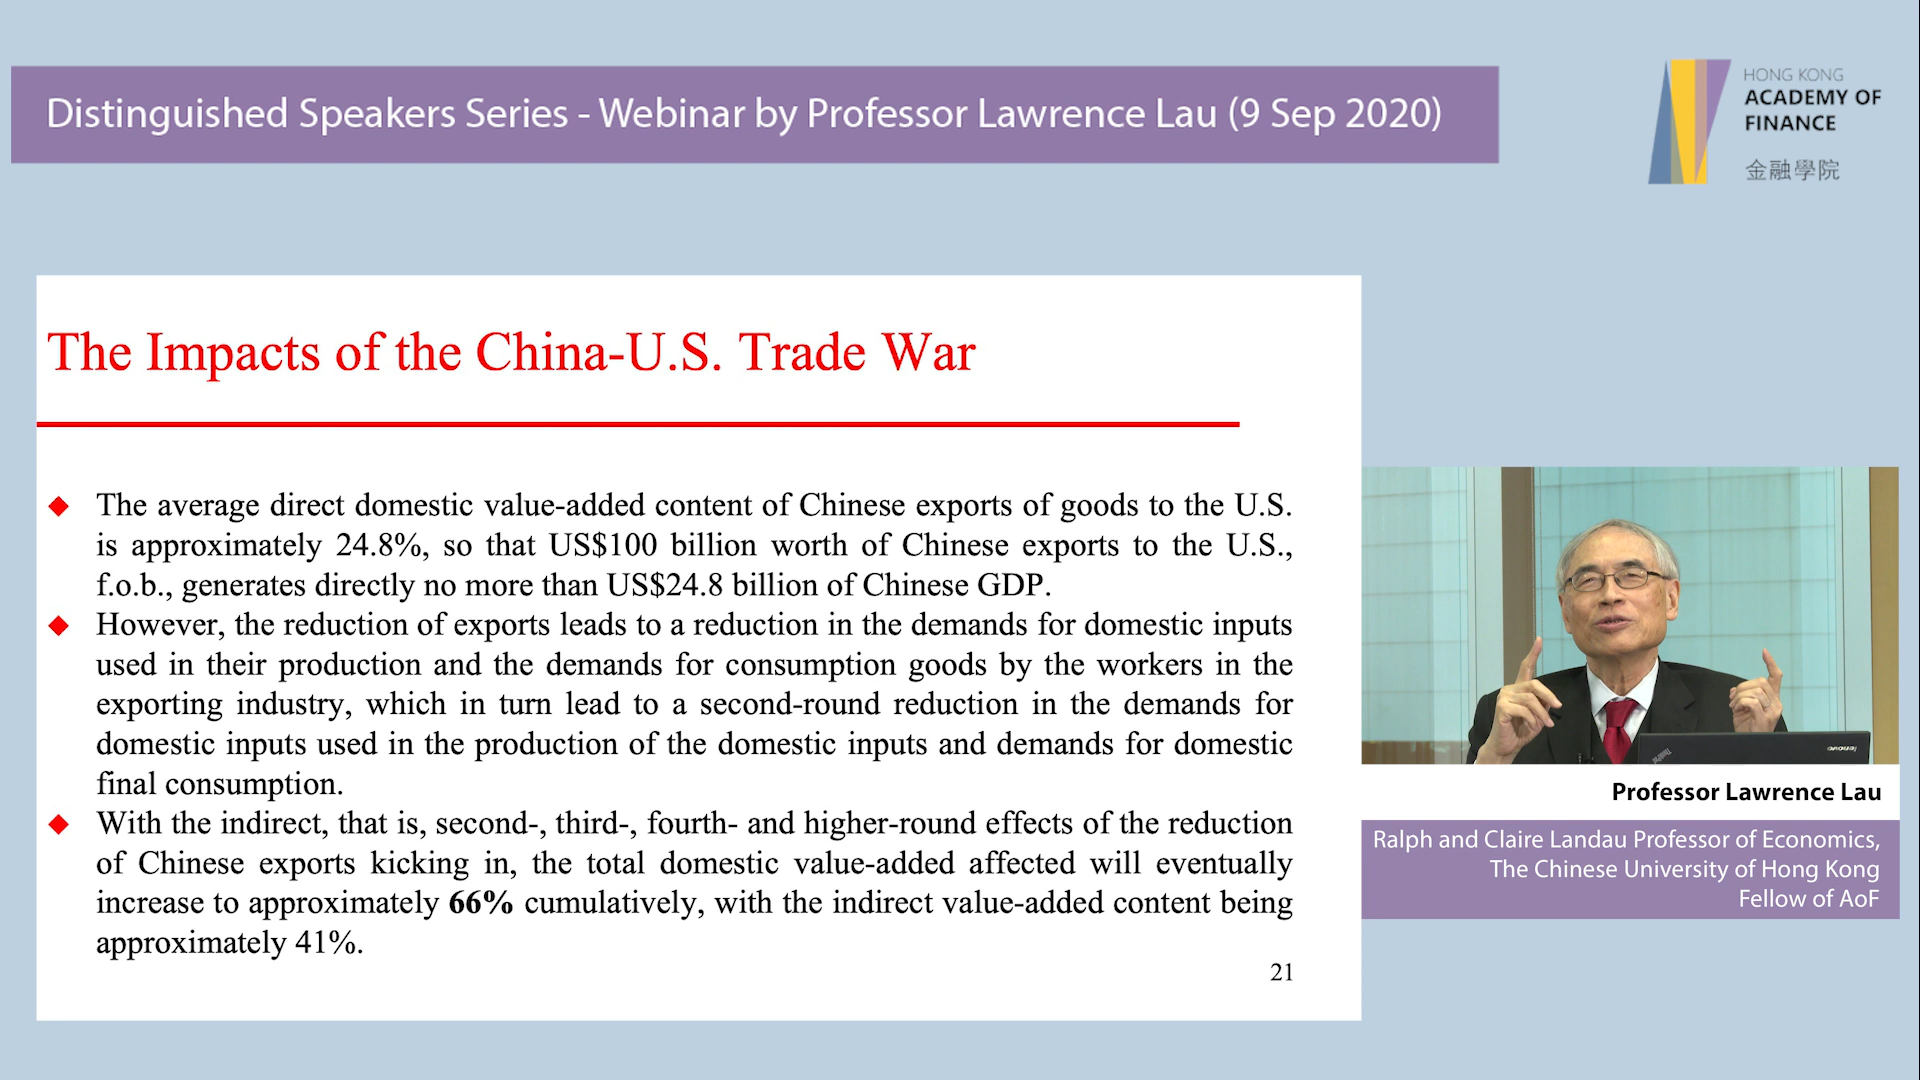 Distinguished Speakers Series - Webinar by Professor Lawrence Lau (9 Sep 2020)
HONG KONG
ACADEMY OF
FINANCE
金融學院
The Impacts of the China-U.S. Trade War
The average direct domestic value-added content of Chinese exports of goods to the U.S.
is approximately 24.8%, so that US$100 billion worth of Chinese exports to the U.S.,
f.o.b., generates directly no more than US$24.8 billion of Chinese GDP.
However, the reduction of exports leads to a reduction in the demands for domestic inputs
used in their production and the demands for consumption goods by the workers in the
exporting industry, which in turn lead to a second-round reduction in the demands for
domestic inputs used in the production of the domestic inputs and demands for domestic
final consumption.
With the indirect, that is, second-, third-, fourth- and higher-round effects of the reduction
of Chinese exports kicking in, the total domestic value-added affected will eventually
increase to approximately 66% cumulatively, with the indirect value-added content being
approximately 41%.
21
lenovo
ThinkPad
Professor Lawrence Lau
Ralph and Claire Landau Professor of Economics,
The Chinese University of Hong Kong
Fellow of AoF